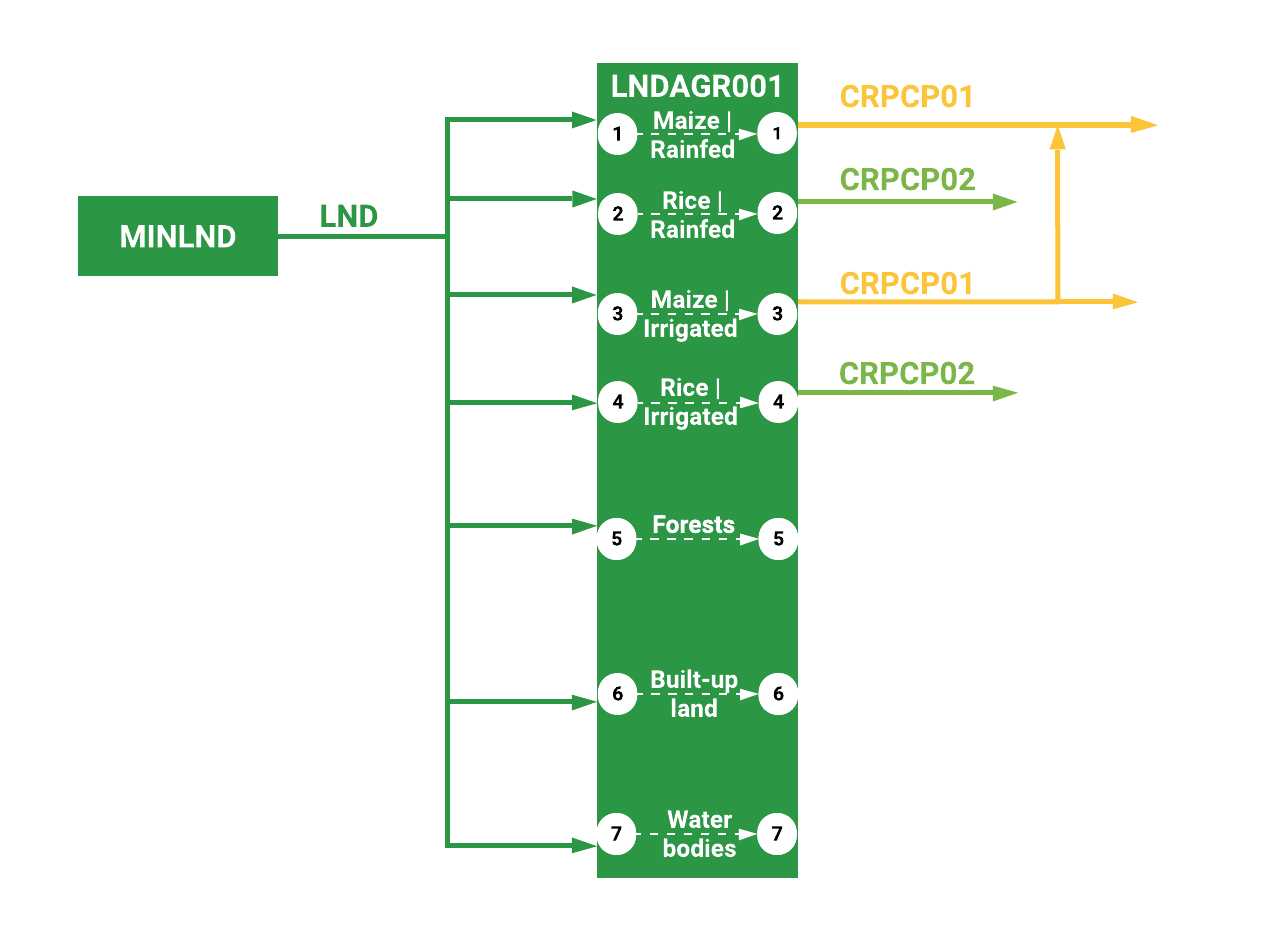 LNDAGR001
CRPCP01
1 Maize | 1
Rainfed
CRPCP02
2 Rice | 2
Rainfed
MINLND
LND
CRPCP01
3 Maize | 3
Irrigated
CRPCP02
4 Rice | 4
Irrigated
5 Forests 5
6 Built-up 6
land
7 Water 7
bodies